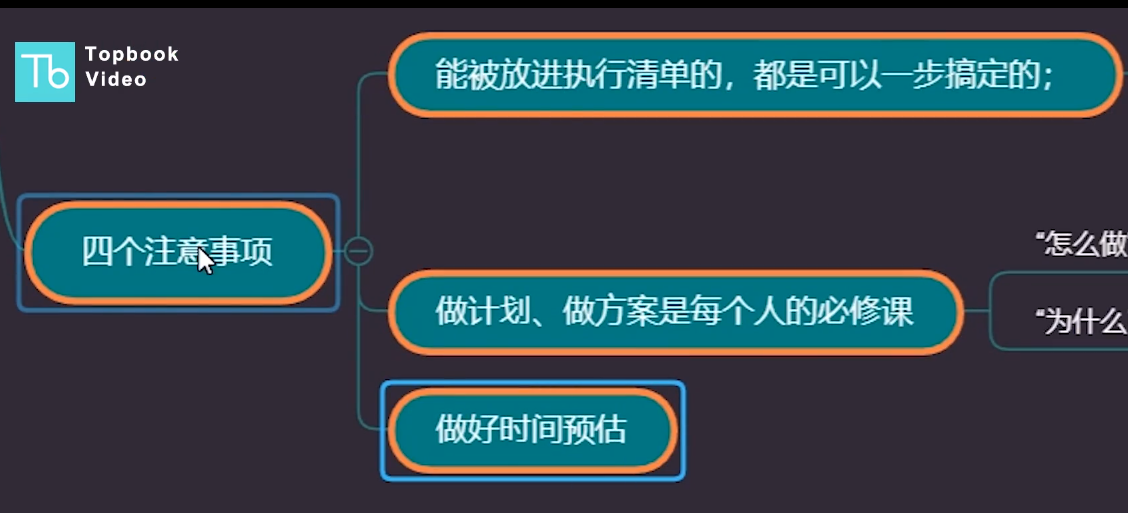 Tb
Topbook
Video
能被放进执行清单的，都是可以一步搞定的；
四个注意事项
“怎么做
做计划、做方案是每个人的必修课
“为什么
做好时间预估